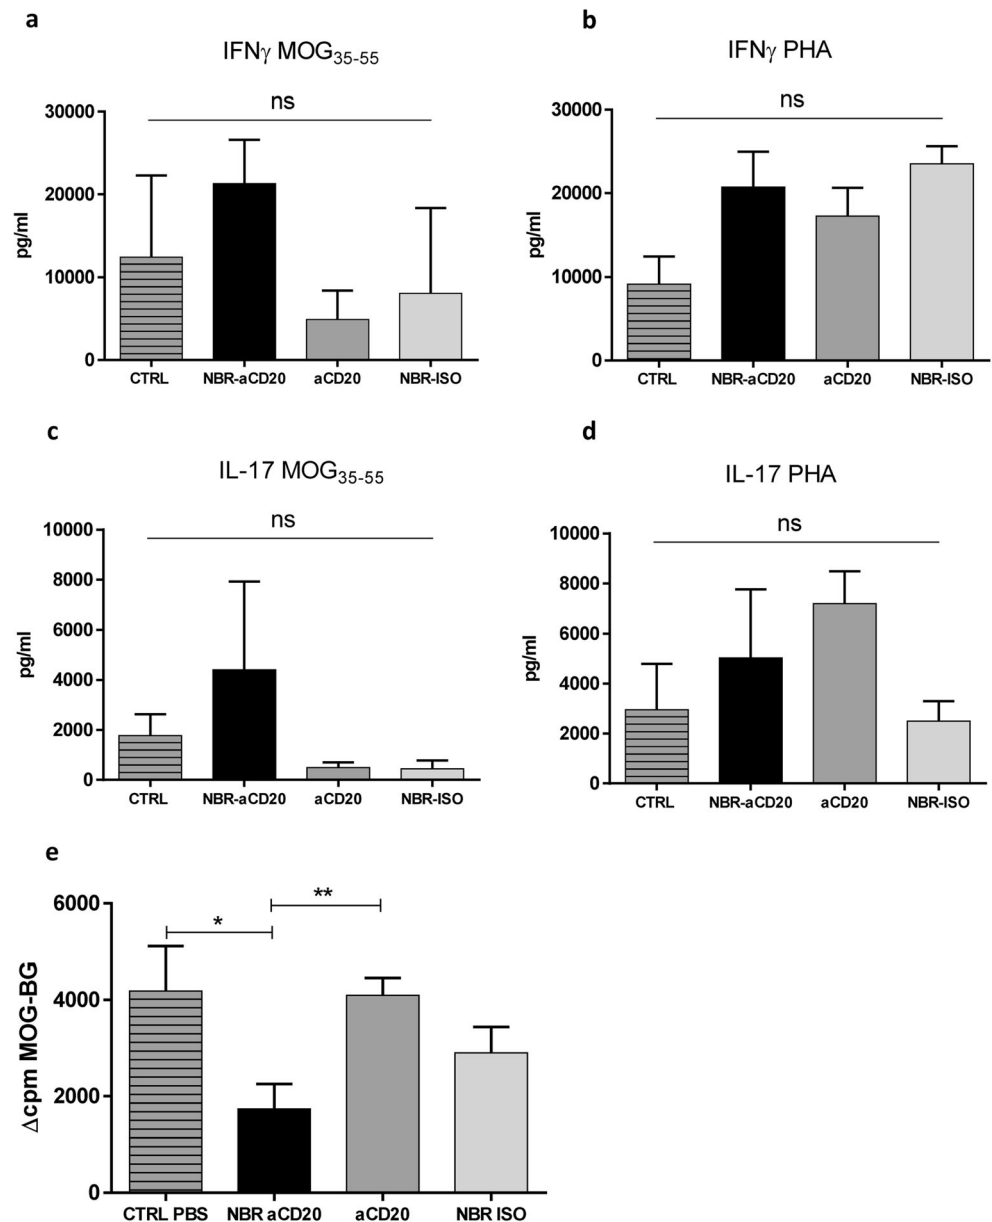 a
IFNγ MOG35-55
ns
30000
20000
10000
0
pg/ml
CTRL NBR-aCD20 aCD20 NBR-ISO
b
IFNγ PHA
ns
30000
20000
10000
0
pg/ml
CTRL NBR-aCD20 aCD20 NBR-ISO
c
IL-17 MOG35-55
ns
10000
8000
6000
4000
2000
0
pg/ml
CTRL NBR-aCD20 aCD20 NBR-ISO
d
IL-17 PHA
ns
10000
8000
6000
4000
2000
0
pg/ml
CTRL NBR-aCD20 aCD20 NBR-ISO
e
6000
4000
2000
0
Δcpm MOG-BG
*
**
CTRL PBS NBR aCD20 aCD20 NBR ISO